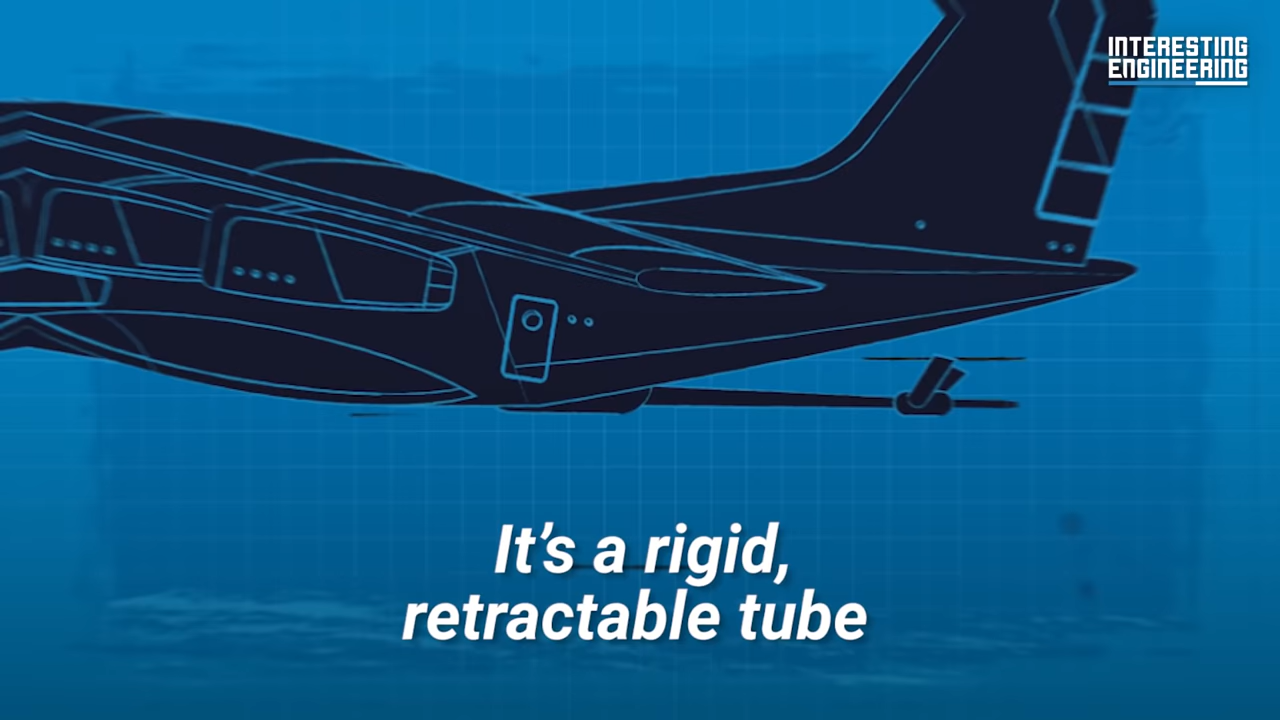 INTERESTING
ENGINEERING
It's a rigid,
retractable tube